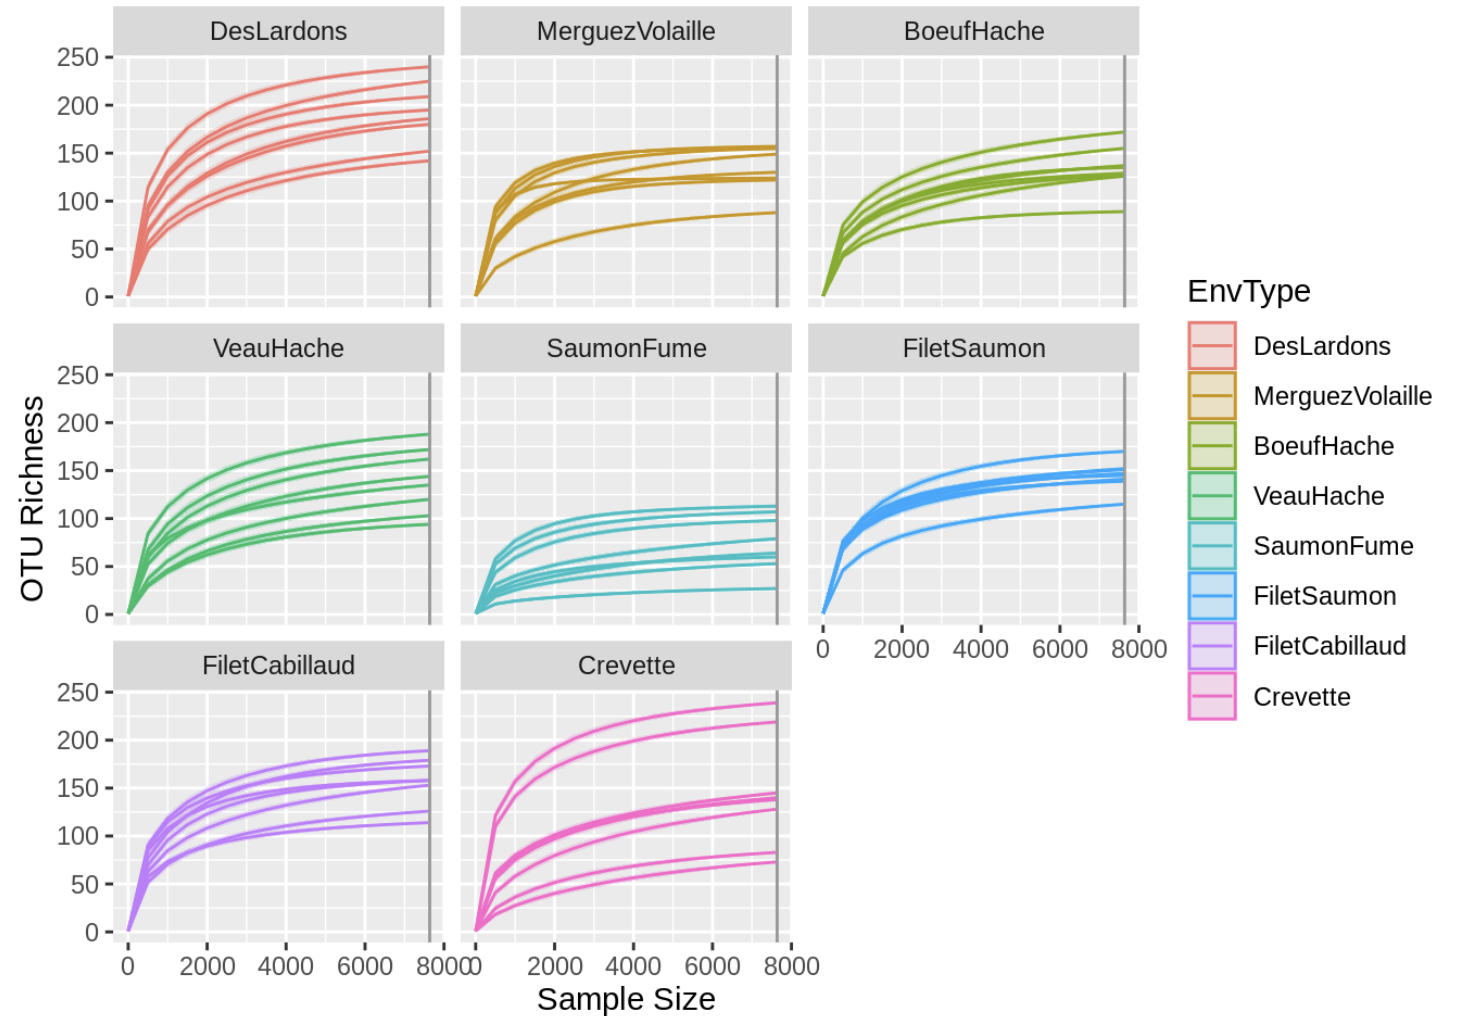 DesLardons
MerguezVolaille
BoeufHache
250
200
150
100
50
0
VeauHache
SaumonFume
FiletSaumon
250
200
150
100
50
0
0 2000 4000 6000 8000
FiletCabillaud
Crevette
250
200
150
100
50
0
0 2000 4000 6000 8000
0 2000 4000 6000 8000
Sample Size
OTU Richness
EnvType
DesLardons
MerguezVolaille
BoeufHache
VeauHache
SaumonFume
FiletSaumon
FiletCabillaud
Crevette